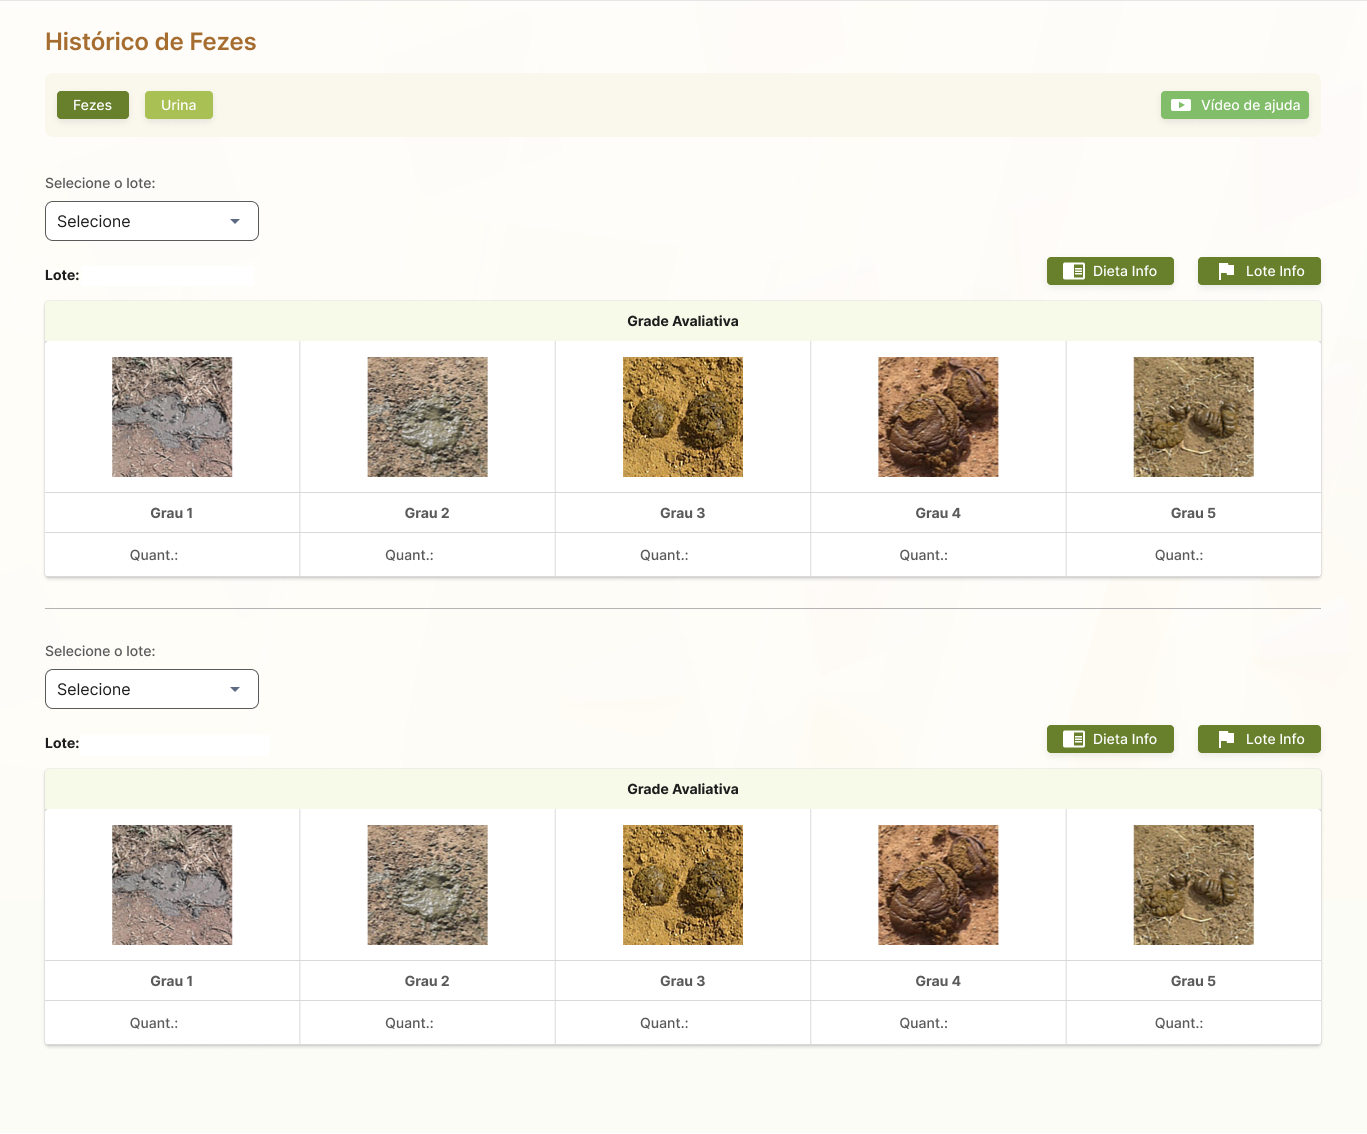 Histórico de Fezes
Fezes Urina Vídeo de ajuda
Selecione o lote:
Selecione
Lote: Dieta Info Lote Info
Grade Avaliativa
Grau 1 Grau 2 Grau 3 Grau 4 Grau 5
Quant.: Quant.: Quant.: Quant.: Quant.:
Selecione o lote:
Selecione
Lote: Dieta Info Lote Info
Grade Avaliativa
Grau 1 Grau 2 Grau 3 Grau 4 Grau 5
Quant.: Quant.: Quant.: Quant.: Quant.: